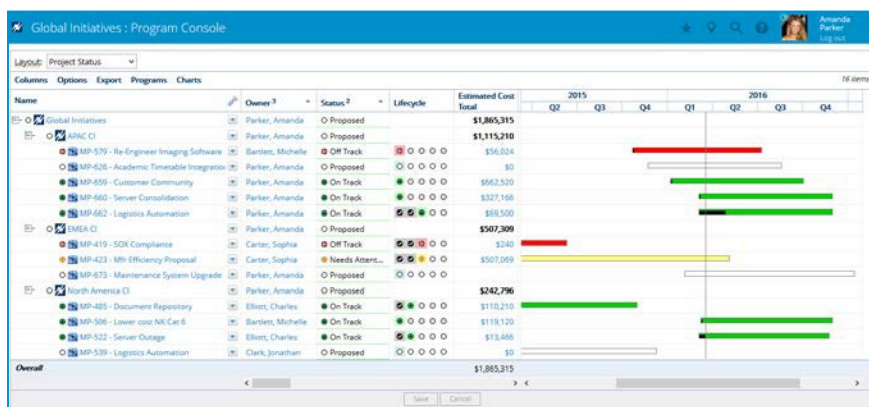 Global Initiatives : Program Console
Amanda Parker
Log out
Layout: Project Status
Columns Options Export Programs Charts
16 items
Name Owner 3 Status 2 Lifecycle Estimated Cost Total 2015 2016
Q2 Q3 Q4 Q1 Q2 Q3 Q4
Global Initiatives Parker, Amanda Proposed $1,865,315
APAC CI Parker, Amanda Proposed $1,115,210
MP-579 - Re-Engineer Imaging Software Bartlett, Michelle Off Track $56,024
MP-626 - Academic Timetable Integration Parker, Amanda Proposed $0
MP-659 - Customer Community Parker, Amanda On Track $662,520
MP-660 - Server Consolidation Parker, Amanda On Track $327,166
MP-662 - Logistics Automation Parker, Amanda On Track $69,500
EMEA CI Parker, Amanda Proposed $507,309
MP-419 - SOX Compliance Carter, Sophia Off Track $240
MP-423 - Mfr Efficiency Proposal Carter, Sophia Needs Attent... $507,069
MP-673 - Maintenance System Upgrade Parker, Amanda Proposed
North America CI Parker, Amanda Proposed $242,796
MP-485 - Document Repository Elliott, Charles On Track $110,210
MP-506 - Lower cost NK Cat 6 Bartlett, Michelle On Track $119,120
MP-522 - Server Outage Elliott, Charles On Track $13,466
MP-539 - Logistics Automation Clark, Jonathan Proposed $0
Overall $1,865,315
Save Cancel